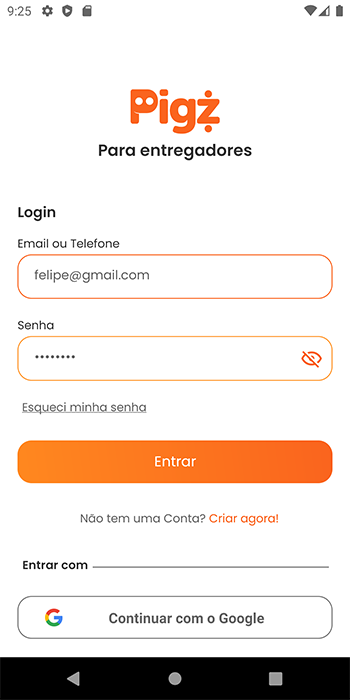 9:25
Pigz
Para entregadores
Login
Email ou Telefone
felipe@gmail.com
Senha
••••••••
Esqueci minha senha
Entrar
Não tem uma Conta? Criar agora!
Entrar com
G Continuar com o Google